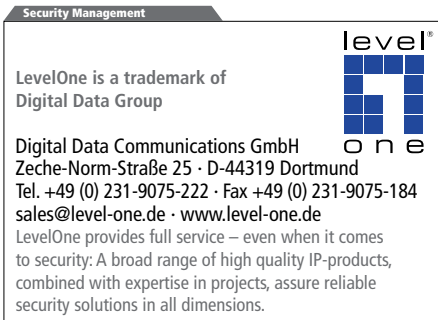 Security Management
level®
one
LevelOne is a trademark of
Digital Data Group
Digital Data Communications GmbH
Zeche-Norm-Straße 25 · D-44319 Dortmund
Tel. +49 (0) 231-9075-222 · Fax +49 (0) 231-9075-184
sales@level-one.de · www.level-one.de
LevelOne provides full service – even when it comes
to security: A broad range of high quality IP-products,
combined with expertise in projects, assure reliable
security solutions in all dimensions.